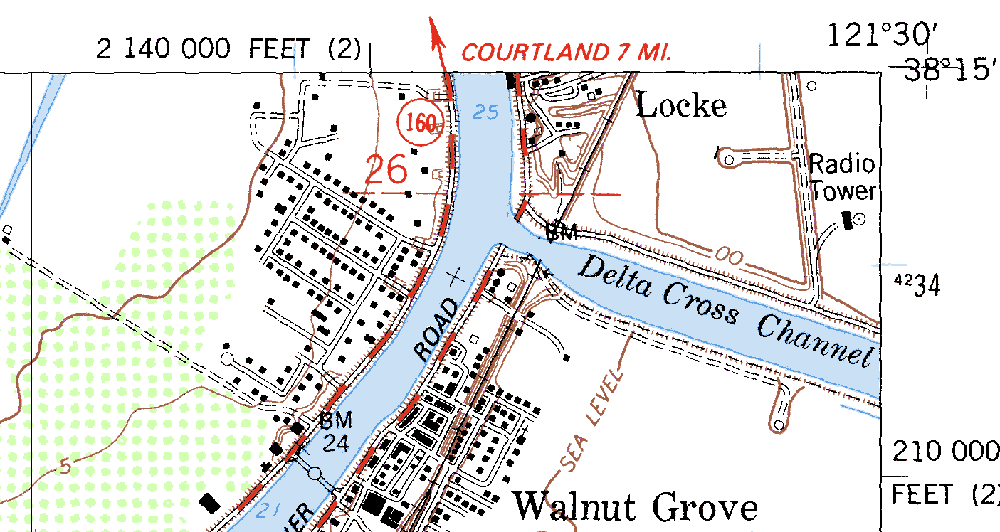 2 140 000 FEET (2)
COURTLAND 7 MI.
121°30'
38°15'
25
160
26
Locke
Radio
Tower
BM
00
4234
Delta Cross Channel
ROAD
SEA LEVEL
BM
24
5
21
210 000
FEET (2)
Walnut Grove